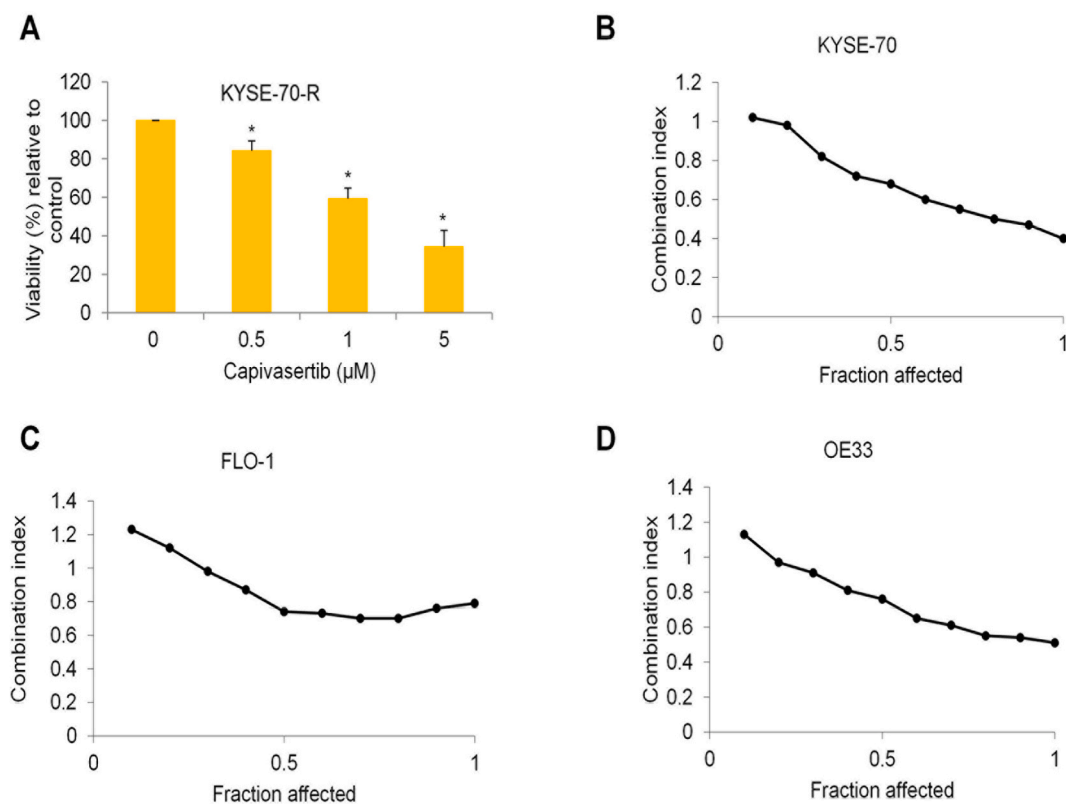 A
KYSE-70-R
Viability (%) relative to
control
120
100
80
60
40
20
0
*
*
*
0 0.5 1 5
Capivasertib (µM)
B
KYSE-70
Combination index
1.2
1
0.8
0.6
0.4
0.2
0
0 0.5 1
Fraction affected
C
FLO-1
Combination index
1.4
1.2
1
0.8
0.6
0.4
0.2
0
0 0.5 1
Fraction affected
D
OE33
Combination index
1.4
1.2
1
0.8
0.6
0.4
0.2
0
0 0.5 1
Fraction affected